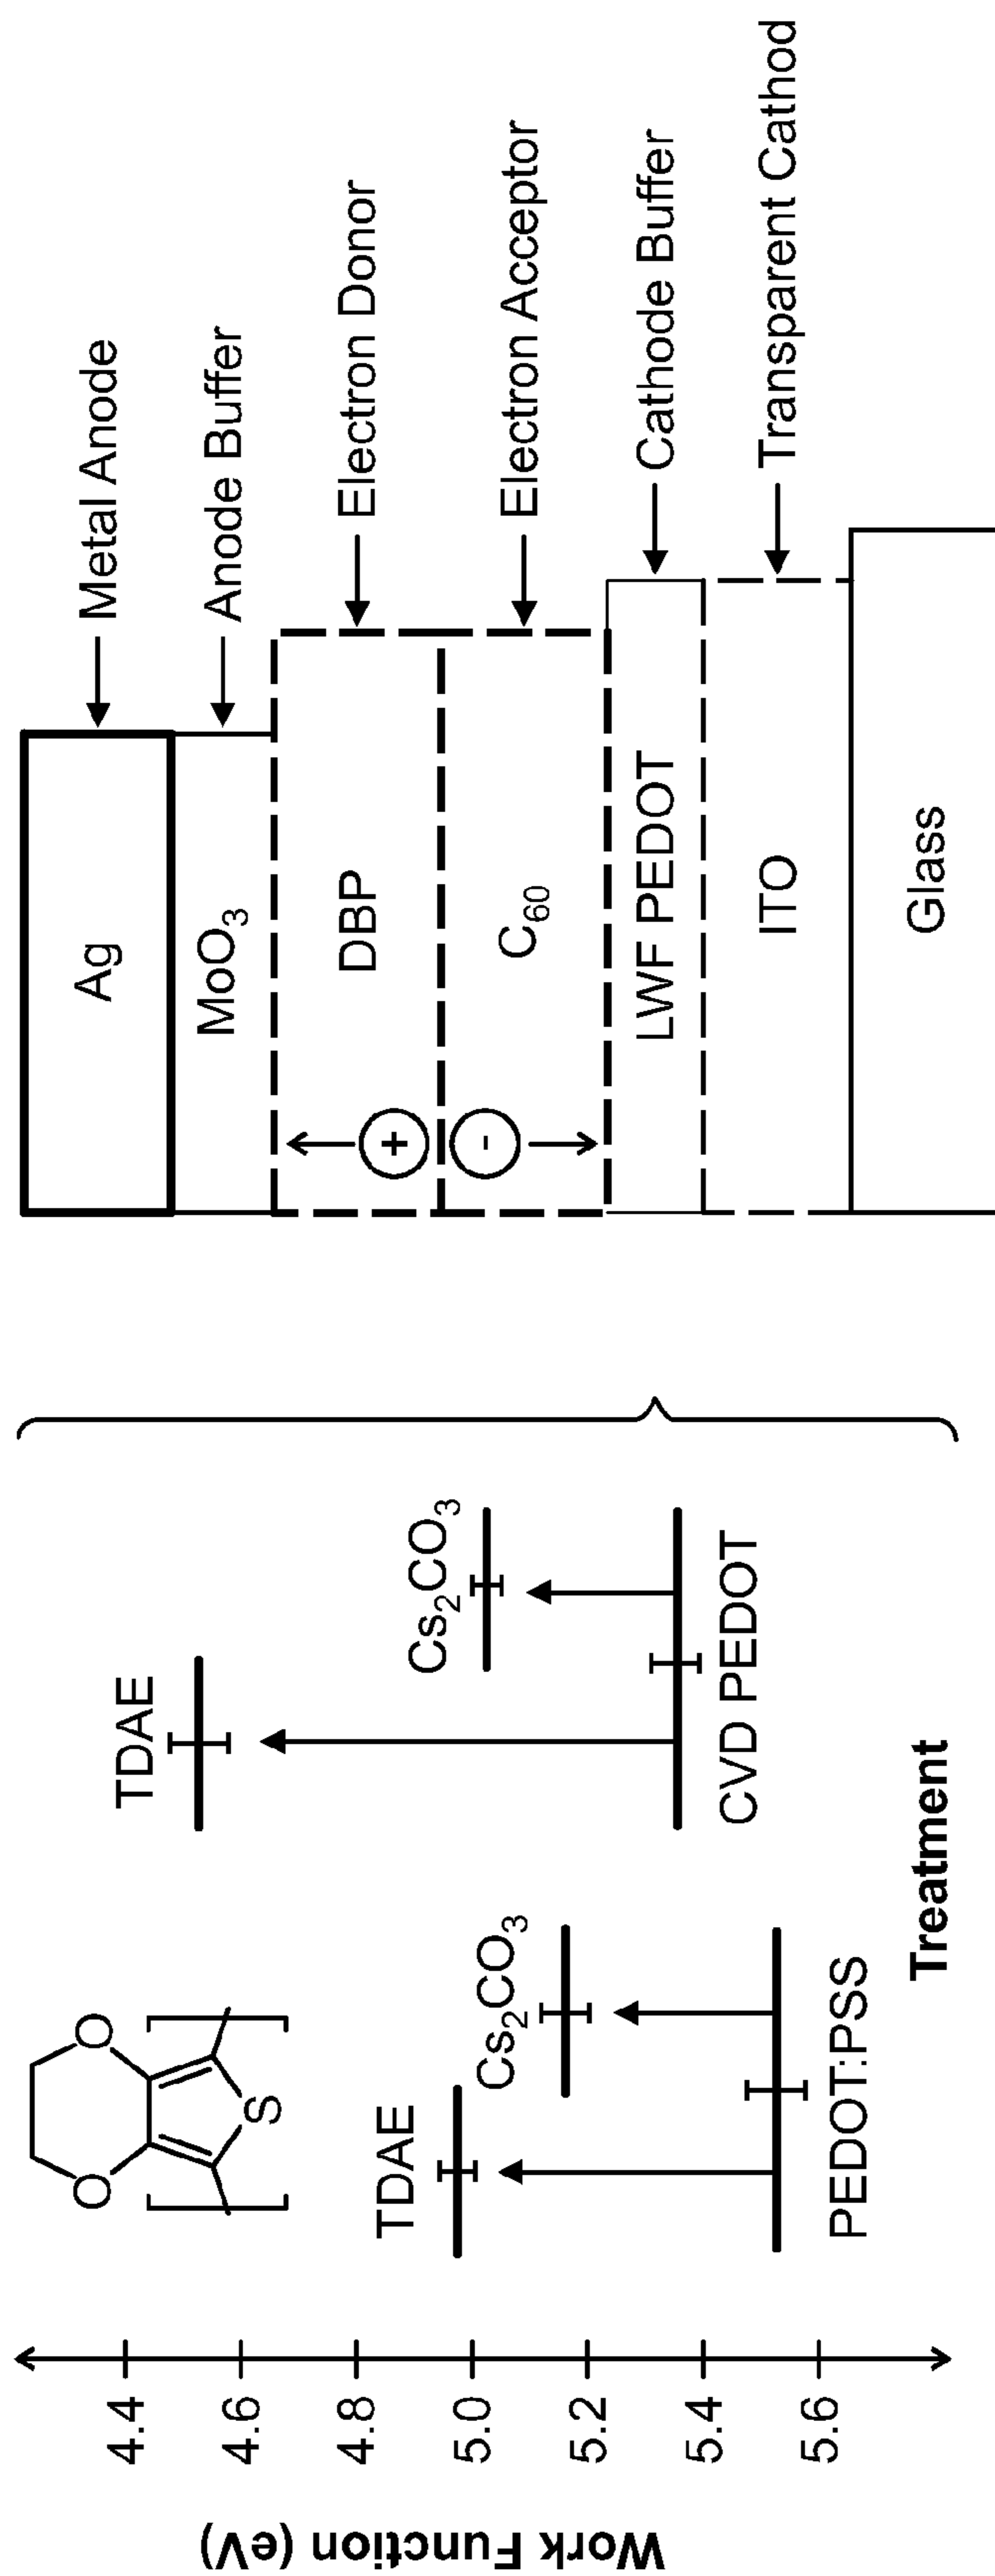 Work Function (eV)
4.4
4.6
4.8
5.0
5.2
5.4
5.6
O
O
S
TDAE
Cs2CO3
PEDOT:PSS
TDAE
Cs2CO3
CVD PEDOT
Treatment
Ag
MoO3
DBP
C60
+
-
LWF PEDOT
ITO
Glass
Metal Anode
Anode Buffer
Electron Donor
Electron Acceptor
Cathode Buffer
Transparent Cathod